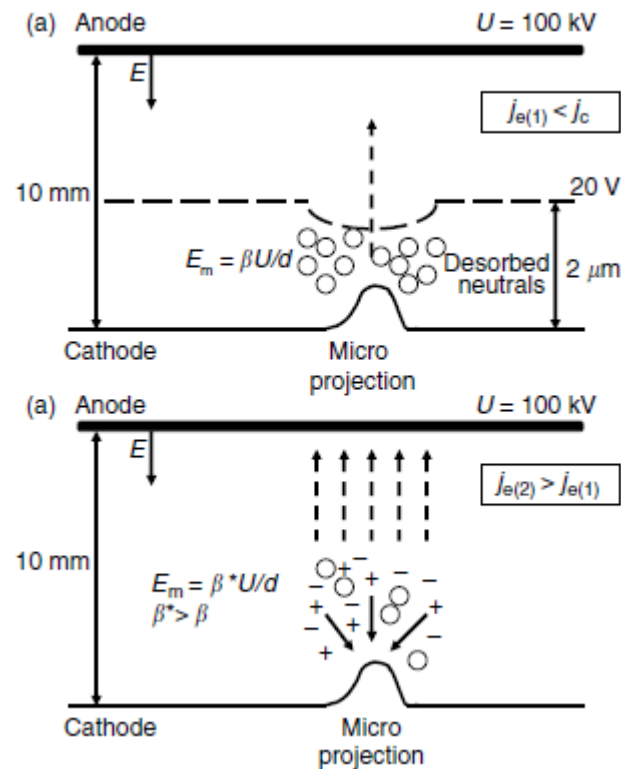 (a) Anode U = 100 kV
E
j_e(1) < j_c
10 mm
20 V
E_m = βU/d
Desorbed
neutrals
2 μm
Cathode
Micro
projection
(a) Anode U = 100 kV
E
j_e(2) > j_e(1)
10 mm
E_m = β*U/d
β* > β
Cathode
Micro
projection